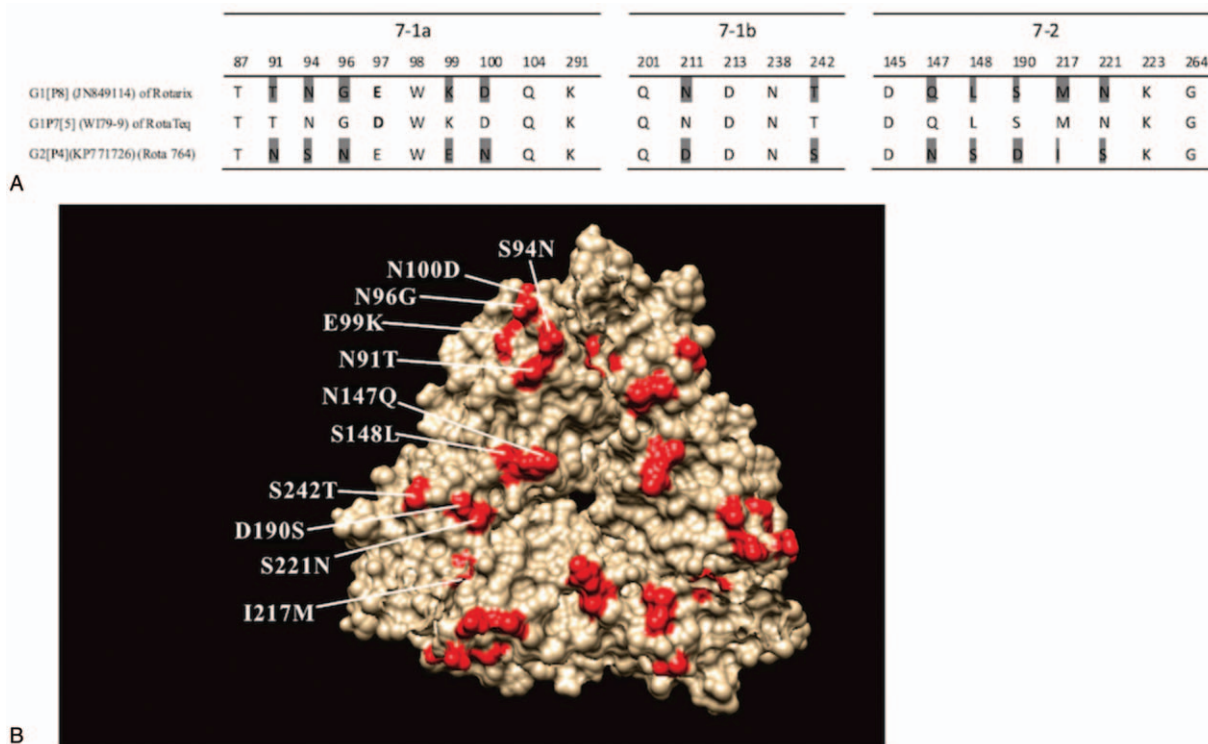 7-1a 7-1b 7-2
87 91 94 96 97 98 99 100 104 291 201 211 213 238 242 145 147 148 190 217 221 223 264
G1[P8] (JN849114) of Rotarix T T N G E W K D Q K Q N D N T D Q L S M N K G
G1P7[5] (WI79-9) of RotaTeq T T N G D W K D Q K Q N D N T D Q L S M N K G
G2[P4](KP771726) (Rota 764) T N S N E W E N Q K Q D D N S D N S D I S K G
A
S94N
N100D
N96G
E99K
N91T
N147Q
S148L
S242T
D190S
S221N
I217M
B